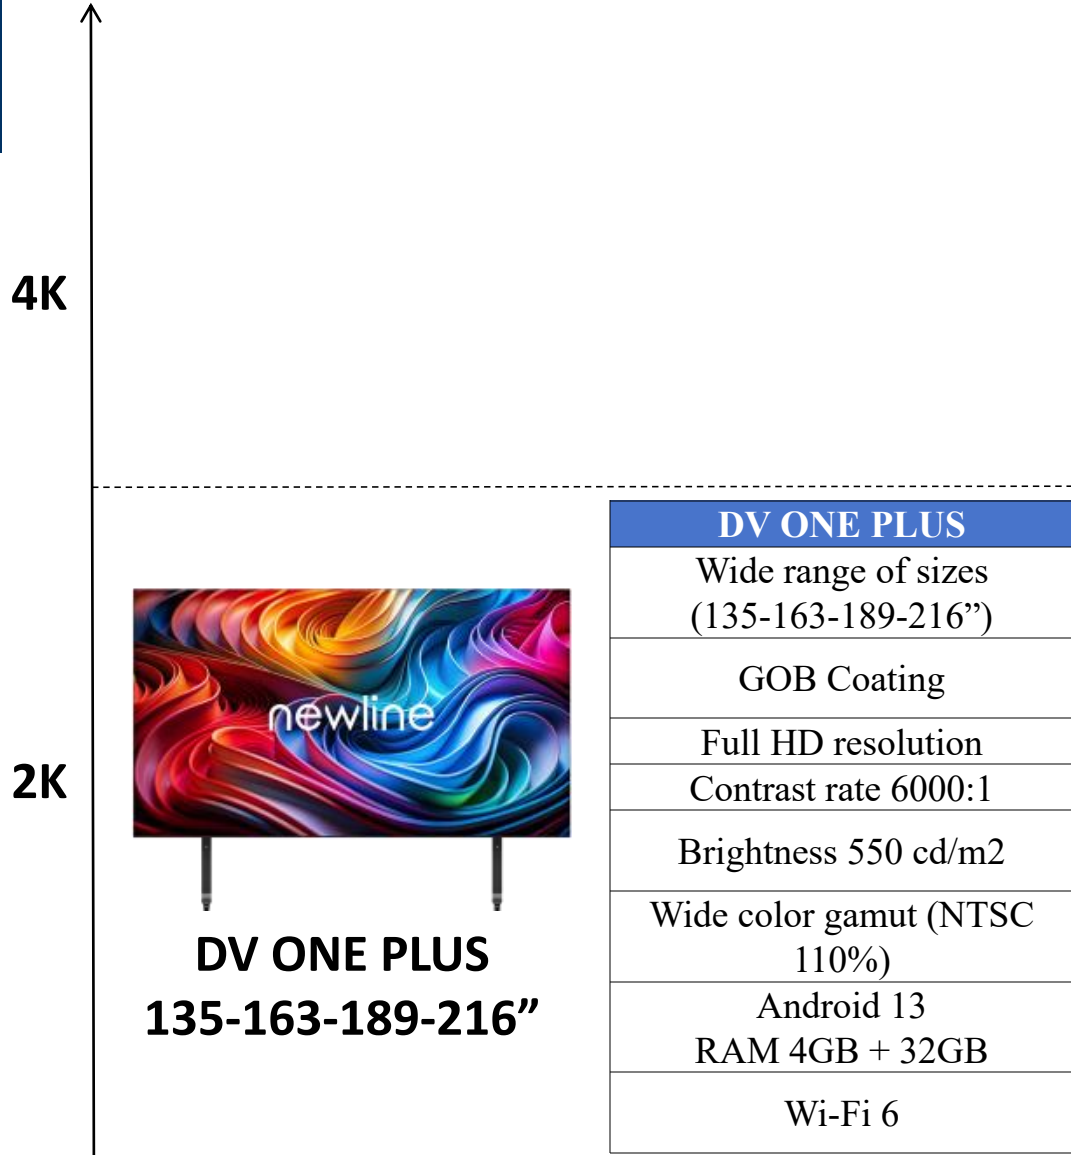 4K
2K
newline
DV ONE PLUS
135-163-189-216”
DV ONE PLUS
Wide range of sizes
(135-163-189-216”)
GOB Coating
Full HD resolution
Contrast rate 6000:1
Brightness 550 cd/m2
Wide color gamut (NTSC
110%)
Android 13
RAM 4GB + 32GB
Wi-Fi 6